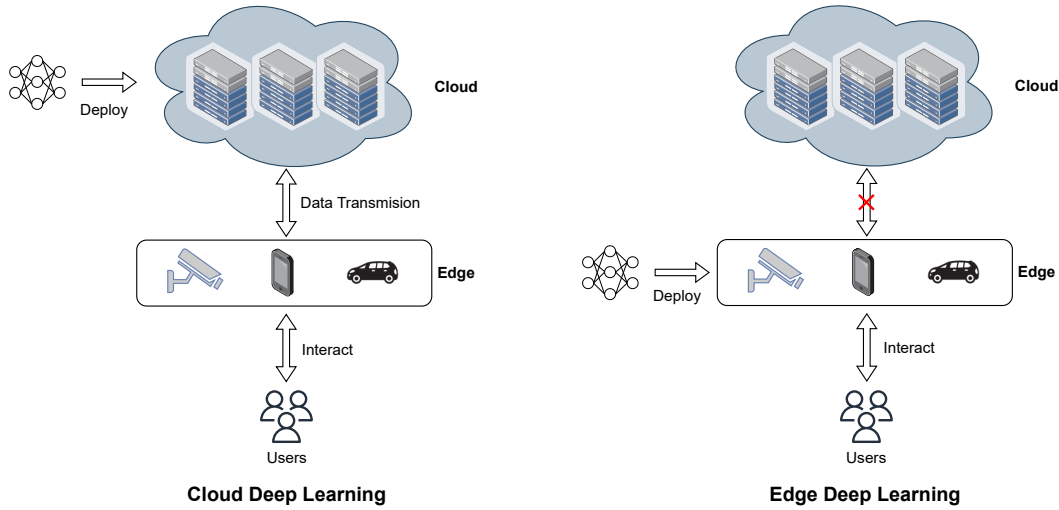 Cloud
Deploy
Data Transmision
Edge
Interact
Users
Cloud Deep Learning
Cloud
Edge
Deploy
Interact
Users
Edge Deep Learning